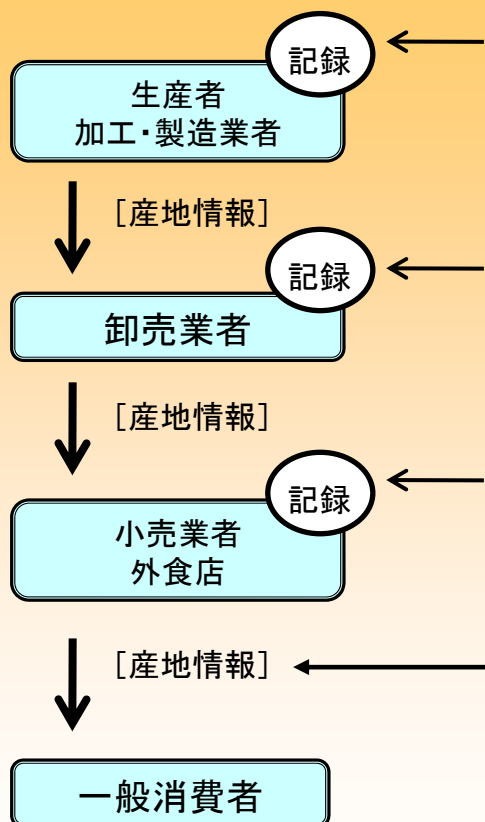 記録
生産者
加工・製造業者
［産地情報］
記録
卸売業者
［産地情報］
記録
小売業者
外食店
［産地情報］
一般消費者